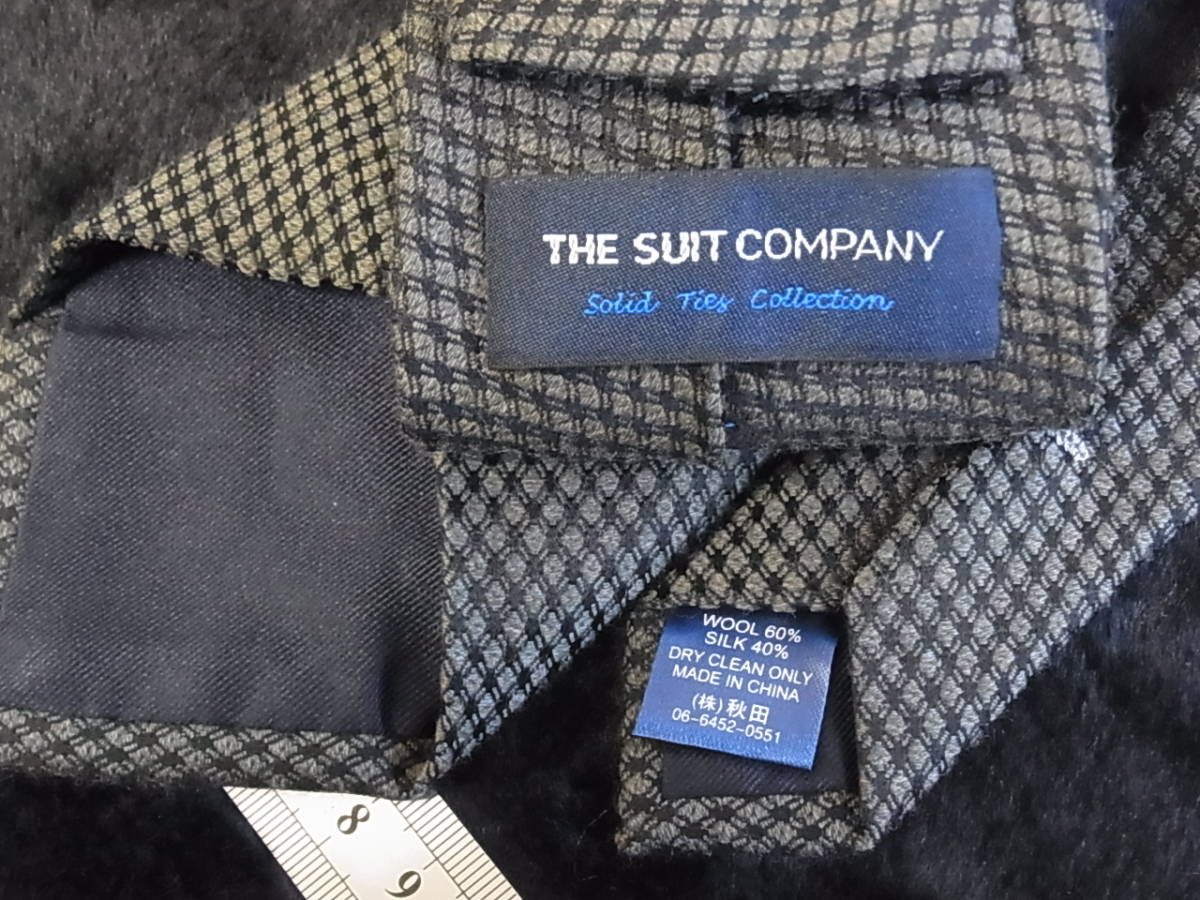 THE SUIT COMPANY
Solid Ties Collection
WOOL 60%
SILK 40%
DRY CLEAN ONLY
MADE IN CHINA
(株)秋田
06-6452-0551
8
9